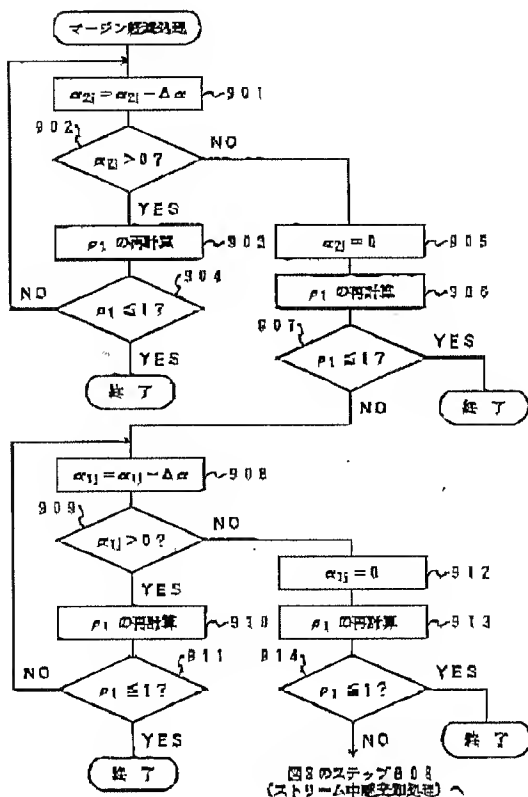 マージン軽減処理
α2j=α2j-Δα
901
902
α2j>0?
NO
YES
ρ1 の再計算
903
904
ρ1≦1?
NO
YES
終 了
α2j=0
905
ρ1 の再計算
906
907
ρ1≦1?
YES
終 了
NO
α1j=α1j-Δα
908
909
α1j>0?
NO
YES
ρ1 の再計算
910
911
ρ1≦1?
NO
YES
終 了
α1j=0
912
ρ1 の再計算
913
914
ρ1≦1?
YES
終 了
NO
図8のステップ808
(ストリーム中 処理)へ